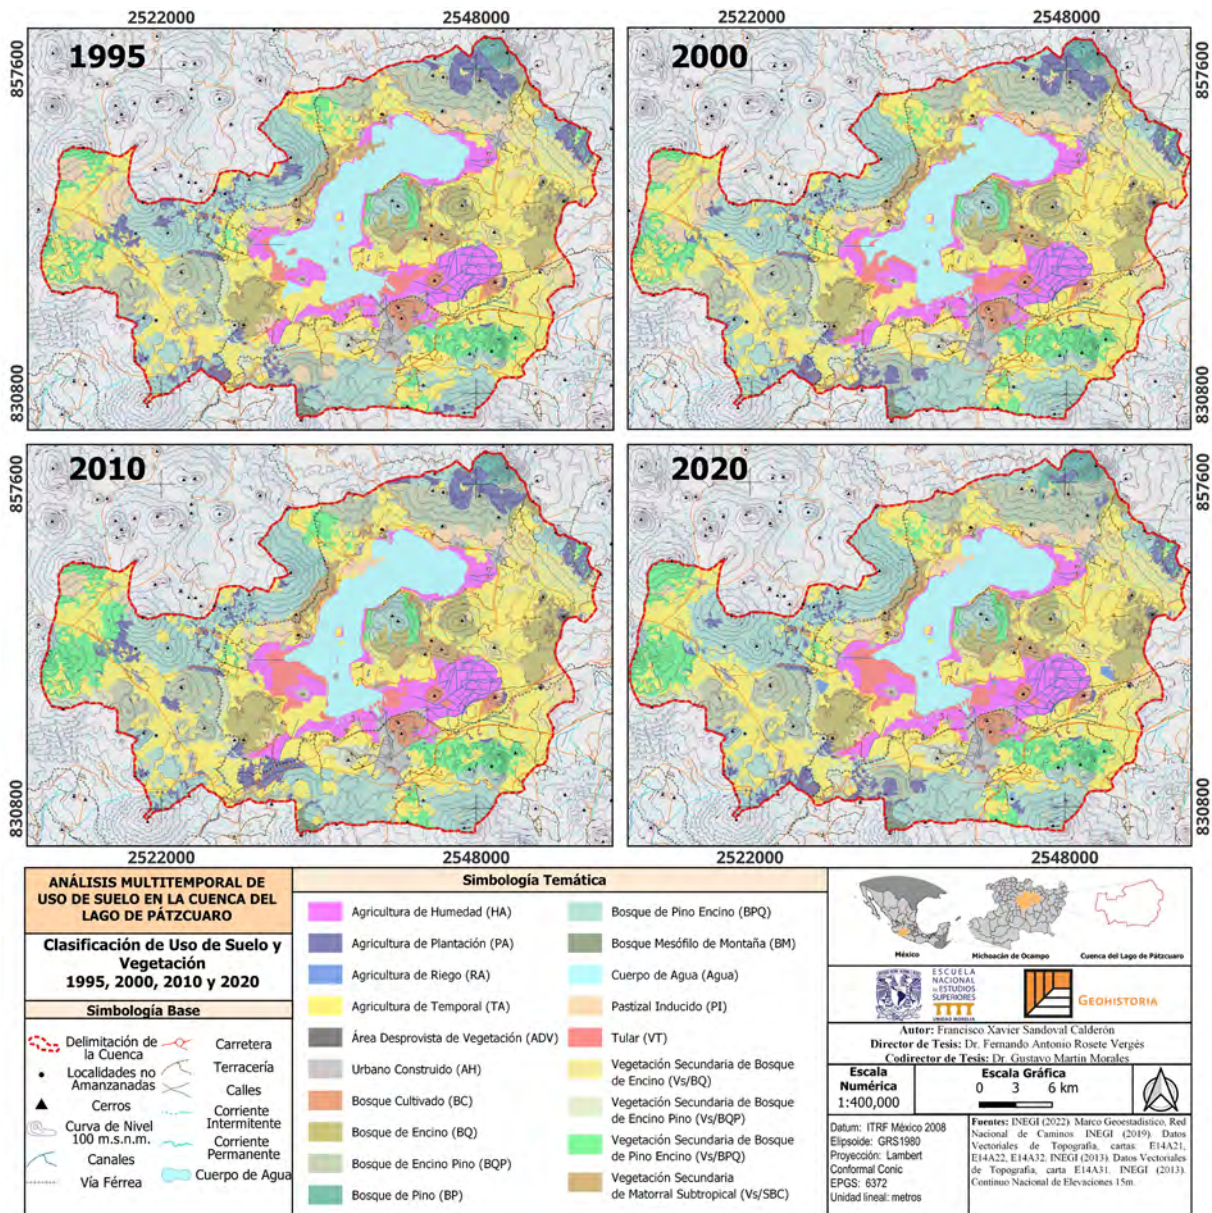 2522000
2548000
2522000
2548000
857600
1995
2000
857600
830800
830800
857600
2010
2020
857600
830800
830800
2522000
2548000
2522000
2548000
ANÁLISIS MULTITEMPORAL DE
USO DE SUELO EN LA CUENCA DEL
LAGO DE PÁTZCUARO
Clasificación de Uso de Suelo y
Vegetación
1995, 2000, 2010 y 2020
Simbología Base
Delimitación de
la Cuenca
Localidades no
Amanzanadas
Cerros
Curva de Nivel
100 m.s.n.m.
Canales
Vía Férrea
Carretera
Terracería
Calles
Corriente
Intermitente
Corriente
Permanente
Cuerpo de Agua
Simbología Temática
Agricultura de Humedad (HA)
Agricultura de Plantación (PA)
Agricultura de Riego (RA)
Agricultura de Temporal (TA)
Área Desprovista de Vegetación (ADV)
Urbano Construido (AH)
Bosque Cultivado (BC)
Bosque de Encino (BQ)
Bosque de Encino Pino (BQP)
Bosque de Pino (BP)
Bosque de Pino Encino (BPQ)
Bosque Mesófilo de Montaña (BM)
Cuerpo de Agua (Agua)
Pastizal Inducido (PI)
Tular (VT)
Vegetación Secundaria de Bosque
de Encino (Vs/BQ)
Vegetación Secundaria de Bosque
de Encino Pino (Vs/BQP)
Vegetación Secundaria de Bosque
de Pino Encino (Vs/BPQ)
Vegetación Secundaria
de Matorral Subtropical (Vs/SBC)
México
Michoacán de Ocampo
Cuenca del Lago de Pátzcuaro
ESCUELA
NACIONAL
DE ESTUDIOS
SUPERIORES
UNIDAD MORELIA
GEOHISTORIA
Autor: Francisco Xavier Sandoval Calderón
Director de Tesis: Dr. Fernando Antonio Rosete Vergés
Codirector de Tesis: Dr. Gustavo Martín Morales
Escala
Numérica
1:400,000
Escala Gráfica
0 3 6 km
Datum: ITRF México 2008
Elipsoide: GRS1980
Proyección: Lambert
Conformal Conic
EPGS: 6372
Unidad lineal: metros
Fuentes: INEGI (2022). Marco Geoestadístico, Red
Nacional de Caminos. INEGI (2019). Datos
Vectoriales de Topografía, cartas: E14A21,
E14A22, E14A32. INEGI (2013). Datos Vectoriales
de Topografía, carta E14A31. INEGI (2013).
Continuo Nacional de Elevaciones 15m.